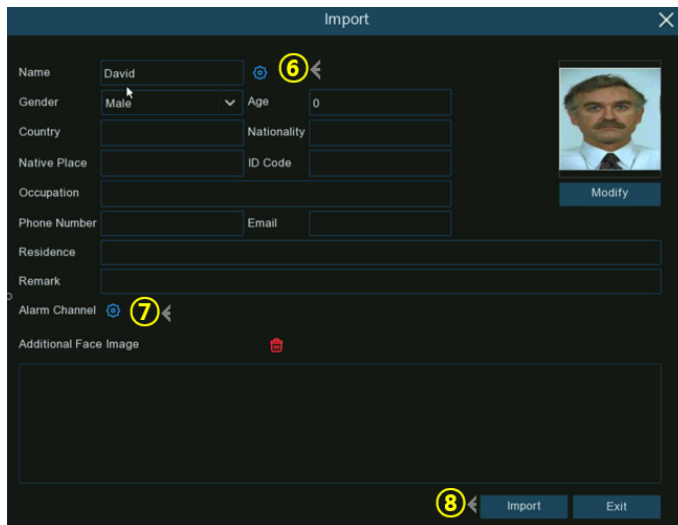 Import
Name David ⑥
Gender Male Age 0
Country Nationality
Native Place ID Code
Occupation Modify
Phone Number Email
Residence
Remark
Alarm Channel ⑦
Additional Face Image
⑧ Import Exit